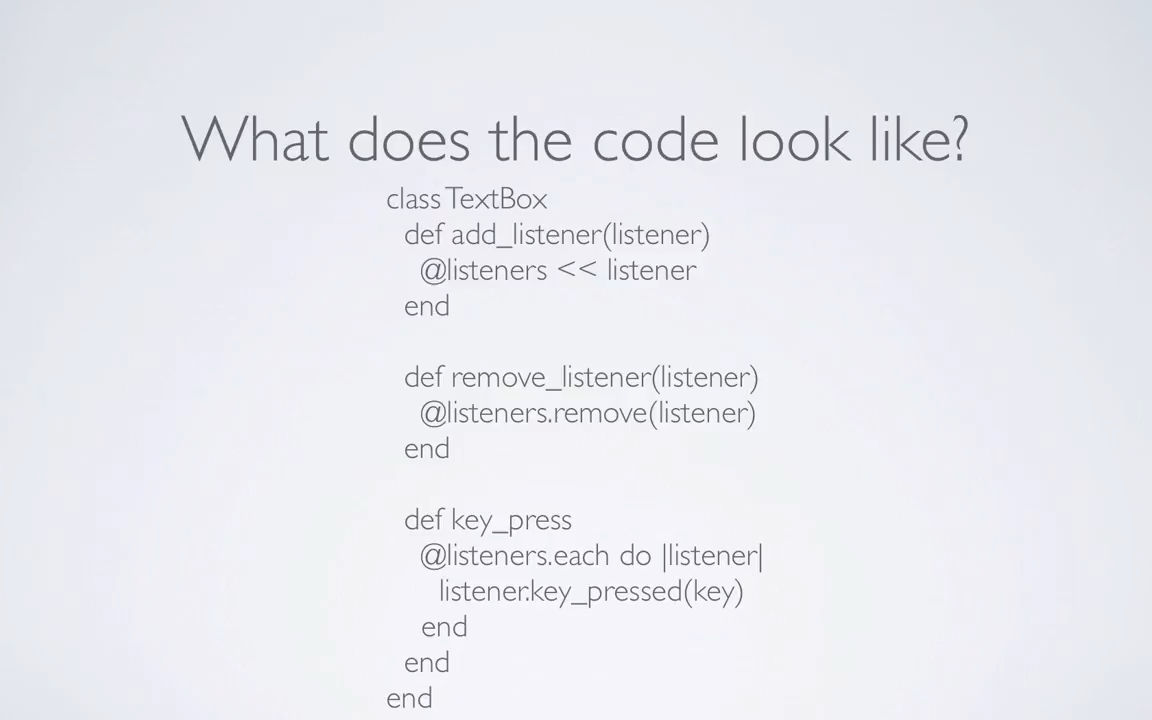 What does the code look like?
class TextBox
def add_listener(listener)
@listeners << listener
end
def remove_listener(listener)
@listeners.remove(listener)
end
def key_press
@listeners.each do |listener|
listener.key_pressed(key)
end
end
end